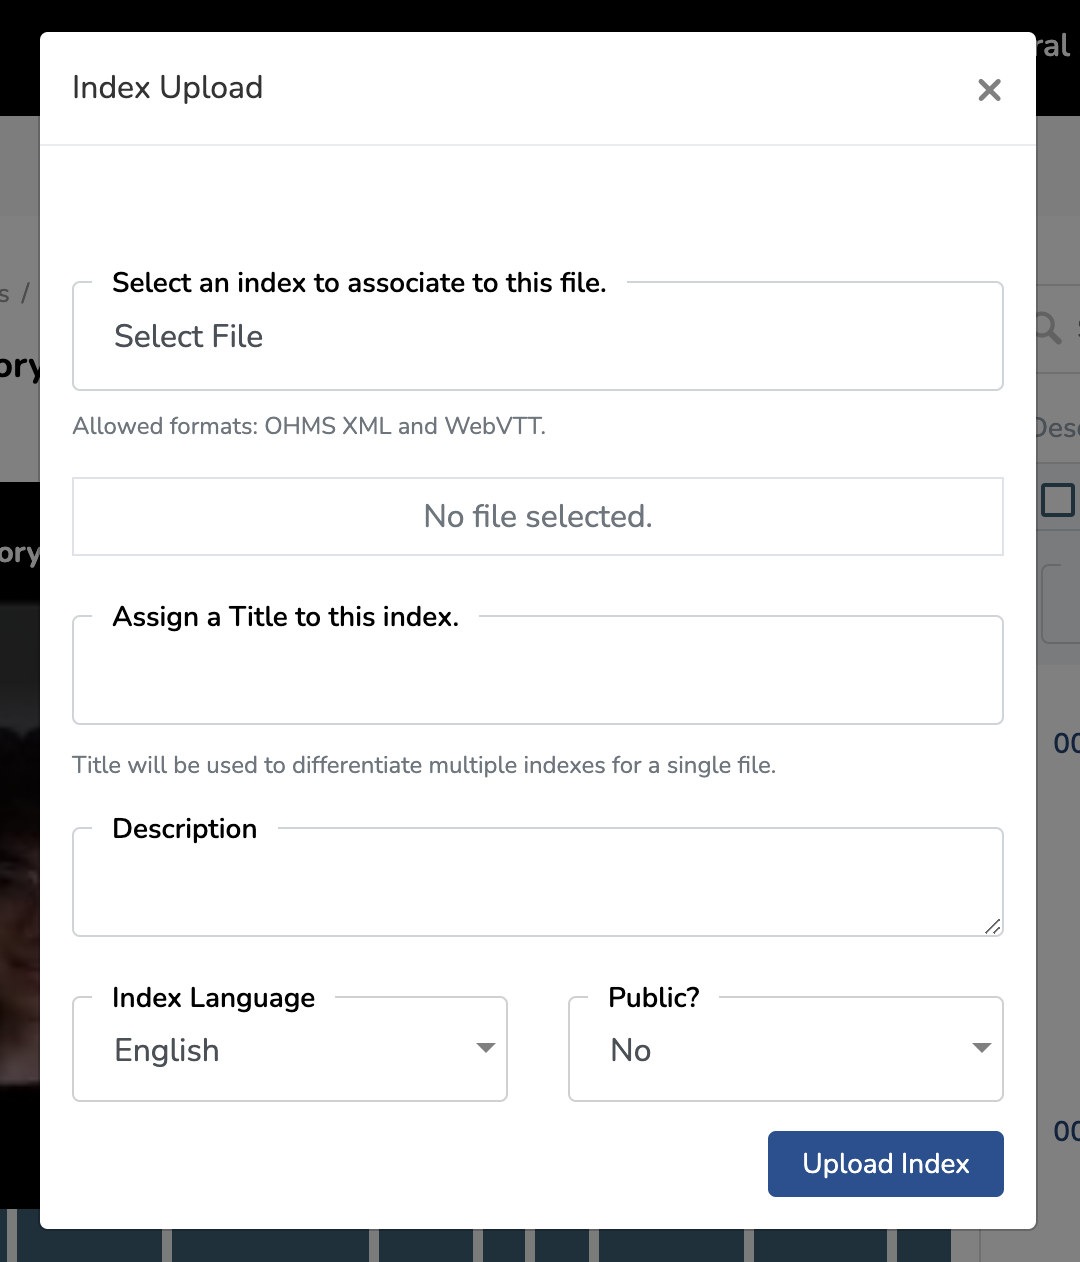 ral
Index Upload
s /
ory
Select an index to associate to this file.
Select File
Allowed formats: OHMS XML and WebVTT.
Desc
No file selected.
ory
Assign a Title to this index.
00
Title will be used to differentiate multiple indexes for a single file.
Description
Index Language
Public?
English
No
00
Upload Index